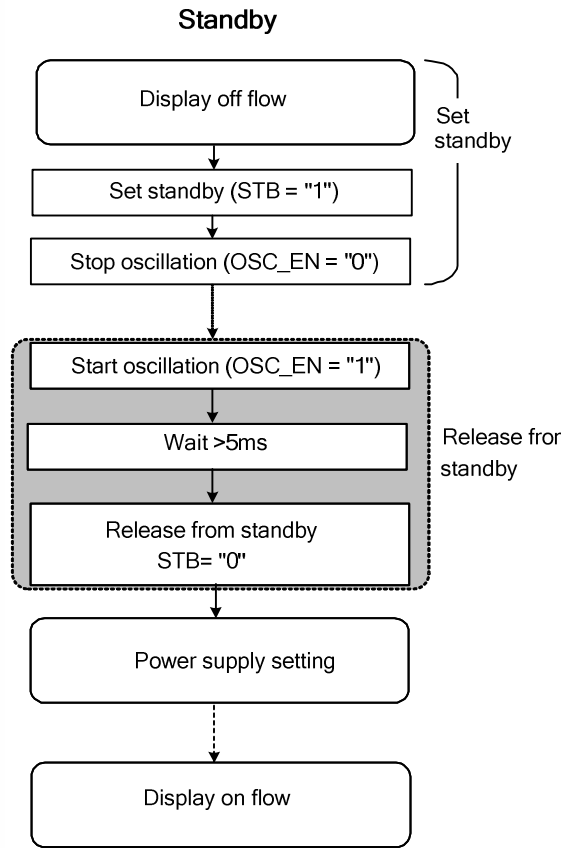 Standby
Display off flow
Set
standby
Set standby (STB = "1")
Stop oscillation (OSC_EN = "0")
Start oscillation (OSC_EN = "1")
Wait >5ms
Release from
standby
Release from standby
STB= "0"
Power supply setting
Display on flow